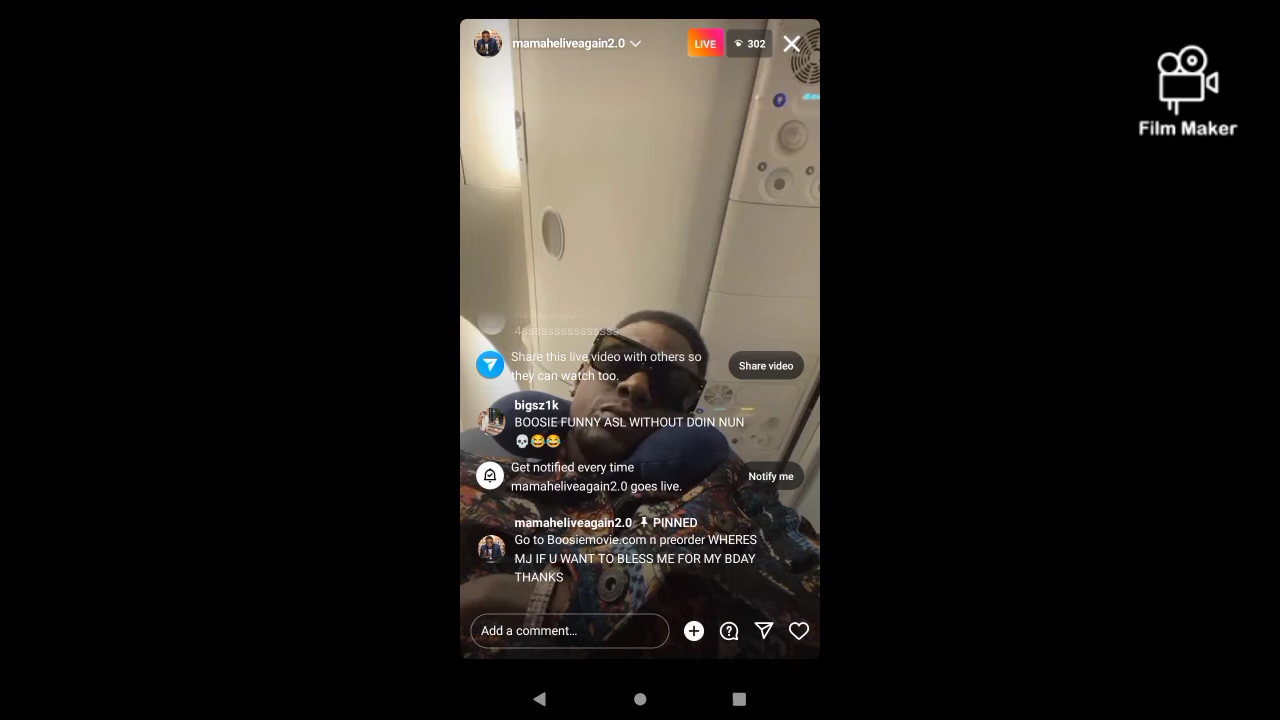 mamaheliveagain2.0
LIVE
302
Film Maker
4sssssssssssssss
Share this live video with others so
they can watch too.
Share video
bigsz1k
BOOSIE FUNNY ASL WITHOUT DOIN NUN
💀😂😂
Get notified every time
mamaheliveagain2.0 goes live.
Notify me
mamaheliveagain2.0 PINNED
Go to Boosiemovie.com n preorder WHERES
MJ IF U WANT TO BLESS ME FOR MY BDAY
THANKS
Add a comment...